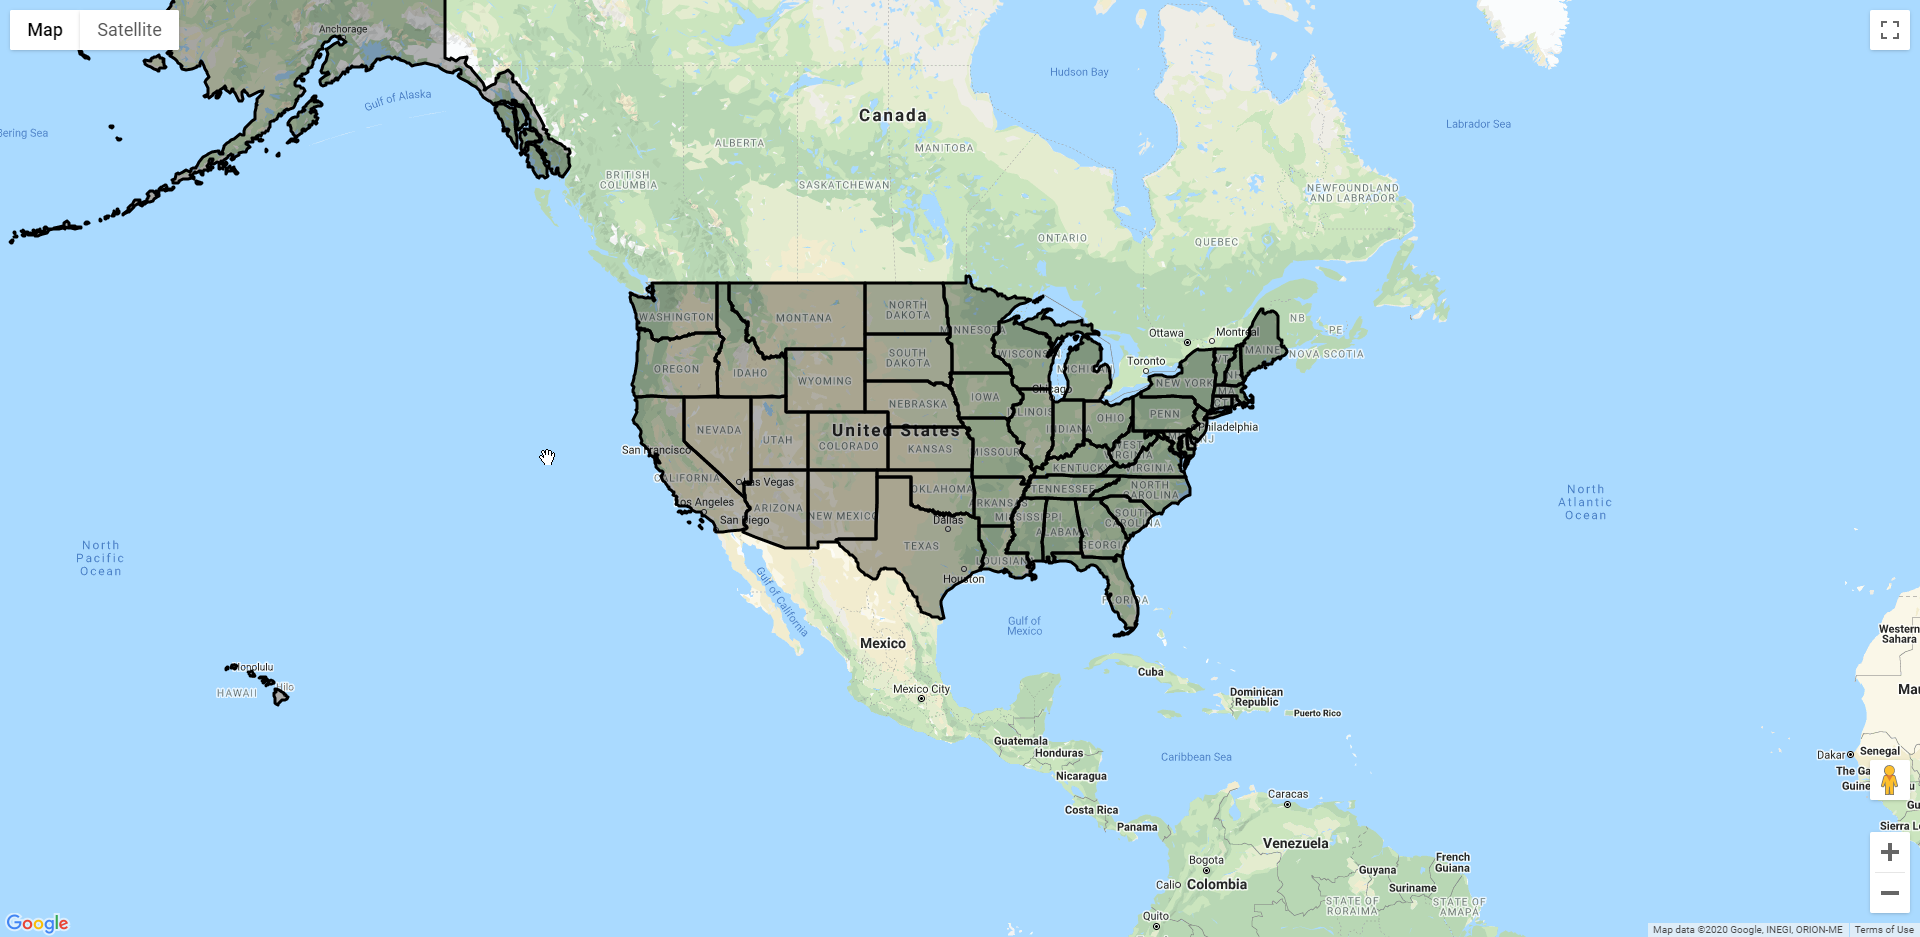 Map
Satellite
Anchorage
Gulf of Alaska
Bering Sea
Hudson Bay
Labrador Sea
Canada
ALBERTA
MANITOBA
BRITISH
COLUMBIA
SASKATCHEWAN
NEWFOUNDLAND
AND LABRADOR
ONTARIO
QUEBEC
WASHINGTON
MONTANA
NORTH
DAKOTA
MINNESOTA
Ottawa
Montréal
NB
PE
NOVA SCOTIA
MAINE
VT
NH
OREGON
IDAHO
WYOMING
SOUTH
DAKOTA
WISCONSIN
MICHIGAN
Toronto
Chicago
NEW YORK
MA
CT
NEVADA
UTAH
COLORADO
United States
NEBRASKA
KANSAS
IOWA
ILLINOIS
INDIANA
OHIO
PENN
Philadelphia
NJ
San Francisco
CALIFORNIA
Las Vegas
Los Angeles
San Diego
ARIZONA
NEW MEXICO
OKLAHOMA
MISSOURI
KENTUCKY
WEST
VIRGINIA
VIRGINIA
TENNESSEE
NORTH
CAROLINA
ARKANSAS
MISSISSIPPI
SOUTH
CAROLINA
ALABAMA
GEORGIA
Dallas
TEXAS
LOUISIANA
Houston
FLORIDA
North
Pacific
Ocean
North
Atlantic
Ocean
Gulf of California
Gulf of
Mexico
Mexico
Mexico City
Cuba
Dominican
Republic
Puerto Rico
Honolulu
HAWAII
Hilo
Guatemala
Honduras
Nicaragua
Costa Rica
Panama
Caribbean Sea
Caracas
Venezuela
Bogota
Cali
Colombia
Quito
Guyana
French
Guiana
Suriname
STATE OF
RORAIMA
STATE OF
AMAPA
Western
Sahara
Mau
Dakar
Senegal
The Ga
Guine
u
Gu
Sierra L
Google
Map data ©2020 Google, INEGI, ORION-ME
Terms of Use